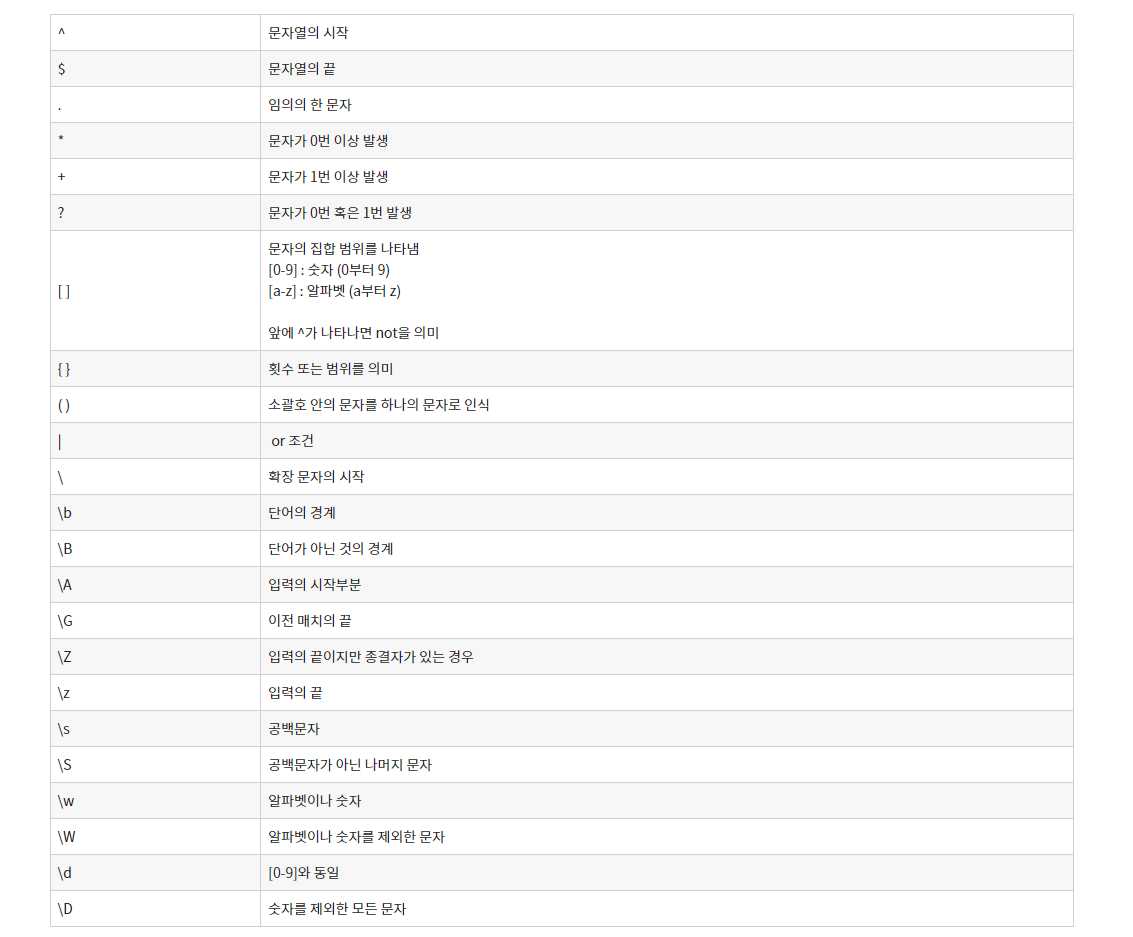 ^ 문자열의 시작
$ 문자열의 끝
. 임의의 한 문자
* 문자가 0번 이상 발생
+ 문자가 1번 이상 발생
? 문자가 0번 혹은 1번 발생
[ ] 문자의 집합 범위를 나타냄
[0-9] : 숫자 (0부터 9)
[a-z] : 알파벳 (a부터 z)
앞에 ^가 나타나면 not을 의미
{ } 횟수 또는 범위를 의미
( ) 소괄호 안의 문자를 하나의 문자로 인식
| or 조건
\ 확장 문자의 시작
\b 단어의 경계
\B 단어가 아닌 것의 경계
\A 입력의 시작부분
\G 이전 매치의 끝
\Z 입력의 끝이지만 종결자가 있는 경우
\z 입력의 끝
\s 공백문자
\S 공백문자가 아닌 나머지 문자
\w 알파벳이나 숫자
\W 알파벳이나 숫자를 제외한 문자
\d [0-9]와 동일
\D 숫자를 제외한 모든 문자